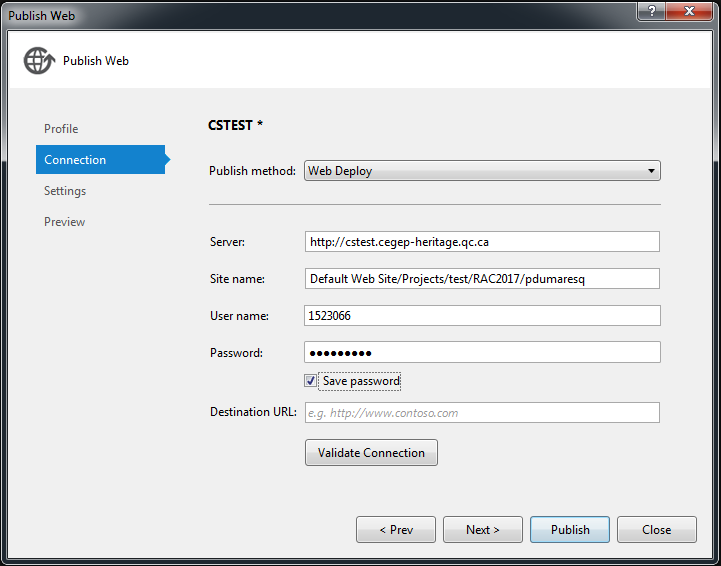 Publish Web
?
Publish Web
Profile
Connection
Settings
Preview
CSTEST *
Publish method: Web Deploy
Server: http://cstest.cegep-heritage.qc.ca
Site name: Default Web Site/Projects/test/RAC2017/pdumaresq
User name: 1523066
Password: •••••••••
Save password
Destination URL: e.g. http://www.contoso.com
Validate Connection
< Prev Next > Publish Close